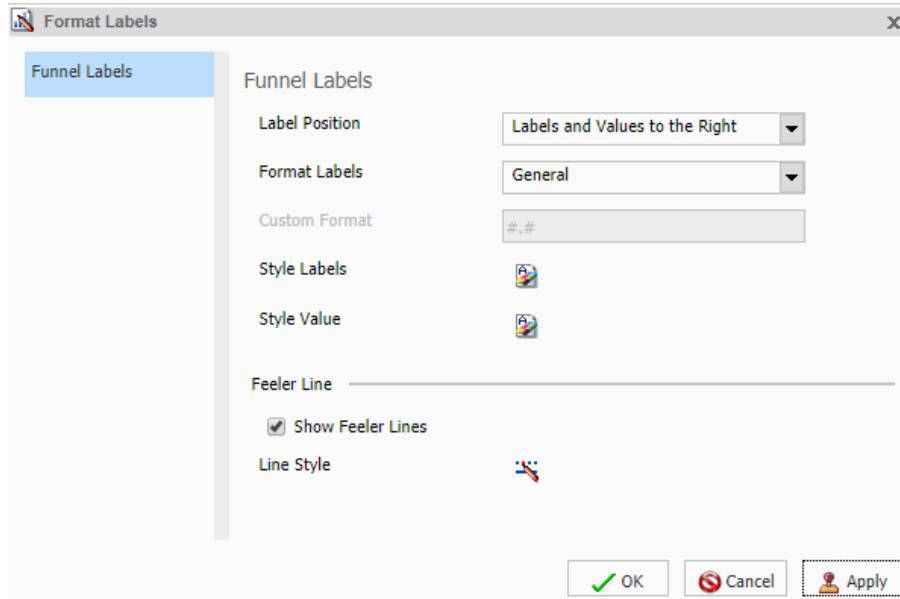 Format Labels
Funnel Labels
Funnel Labels
Label Position
Labels and Values to the Right
Format Labels
General
Custom Format
#.#
Style Labels
Style Value
Feeler Line
Show Feeler Lines
Line Style
OK
Cancel
Apply